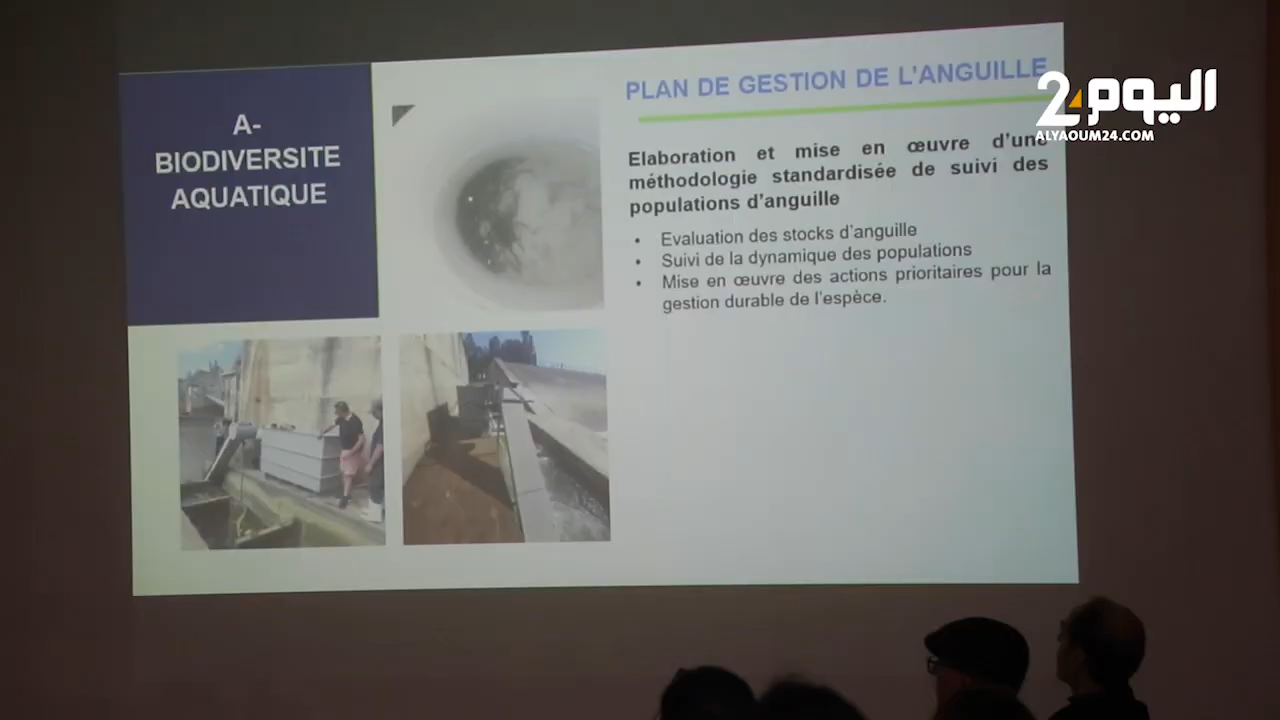 A-
BIODIVERSITE
AQUATIQUE
PLAN DE GESTION DE L'ANGUILLE
Elaboration et mise en œuvre d'une
méthodologie standardisée de suivi des
populations d'anguille
• Evaluation des stocks d'anguille
• Suivi de la dynamique des populations
• Mise en œuvre des actions prioritaires pour la
gestion durable de l'espèce.
اليوم24
ALYAOUM24.COM